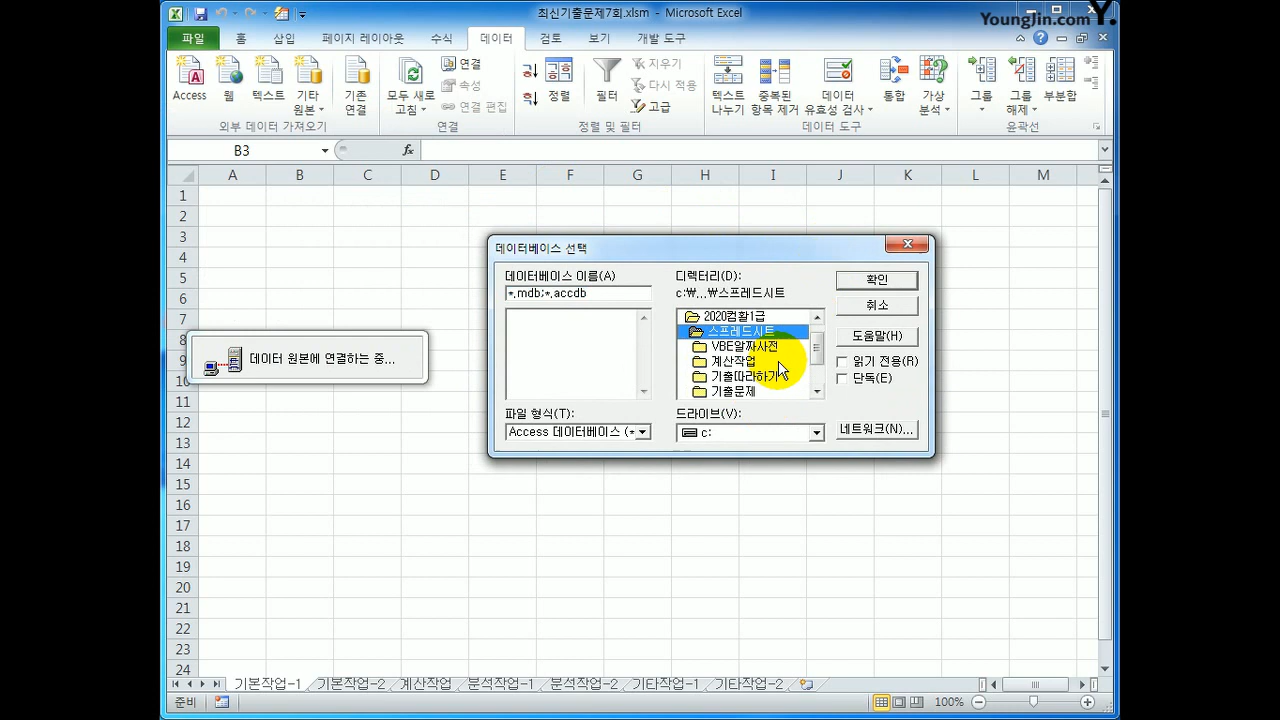 최신기출문제7회.xlsm - Microsoft Excel
YoungJin.com Y.
파일 홈 삽입 페이지 레이아웃 수식 데이터 검토 보기 개발 도구
Access 웹 텍스트 기타 원본 기존 연결 모두 새로 고침 연결 속성 연결 편집 정렬 필터 지우기 다시 적용 고급 텍스트 나누기 중복된 항목 제거 데이터 유효성 검사 통합 가상 분석 그룹 그룹 해제 부분합
외부 데이터 가져오기 연결 정렬 및 필터 데이터 도구 윤곽선
B3 fx
A B C D E F G H I J K L M
1
2
3
4
5
6
7
8
9
10
11
12
13
14
15
16
17
18
19
20
21
22
23
24
데이터 원본에 연결하는 중...
데이터베이스 선택
데이터베이스 이름(A)
*.mdb;*.accdb
파일 형식(T):
Access 데이터베이스 (*
디렉터리(D):
c:₩...₩스프레드시트
2020컴활1급
스프레드시트
VBE알짜사전
계산작업
기출따라하기
기출문제
드라이브(V):
c:
확인
취소
도움말(H)
읽기 전용(R)
단독(E)
네트워크(N)...
기본작업-1 기본작업-2 계산작업 분석작업-1 분석작업-2 기타작업-1 기타작업-2
준비 100%